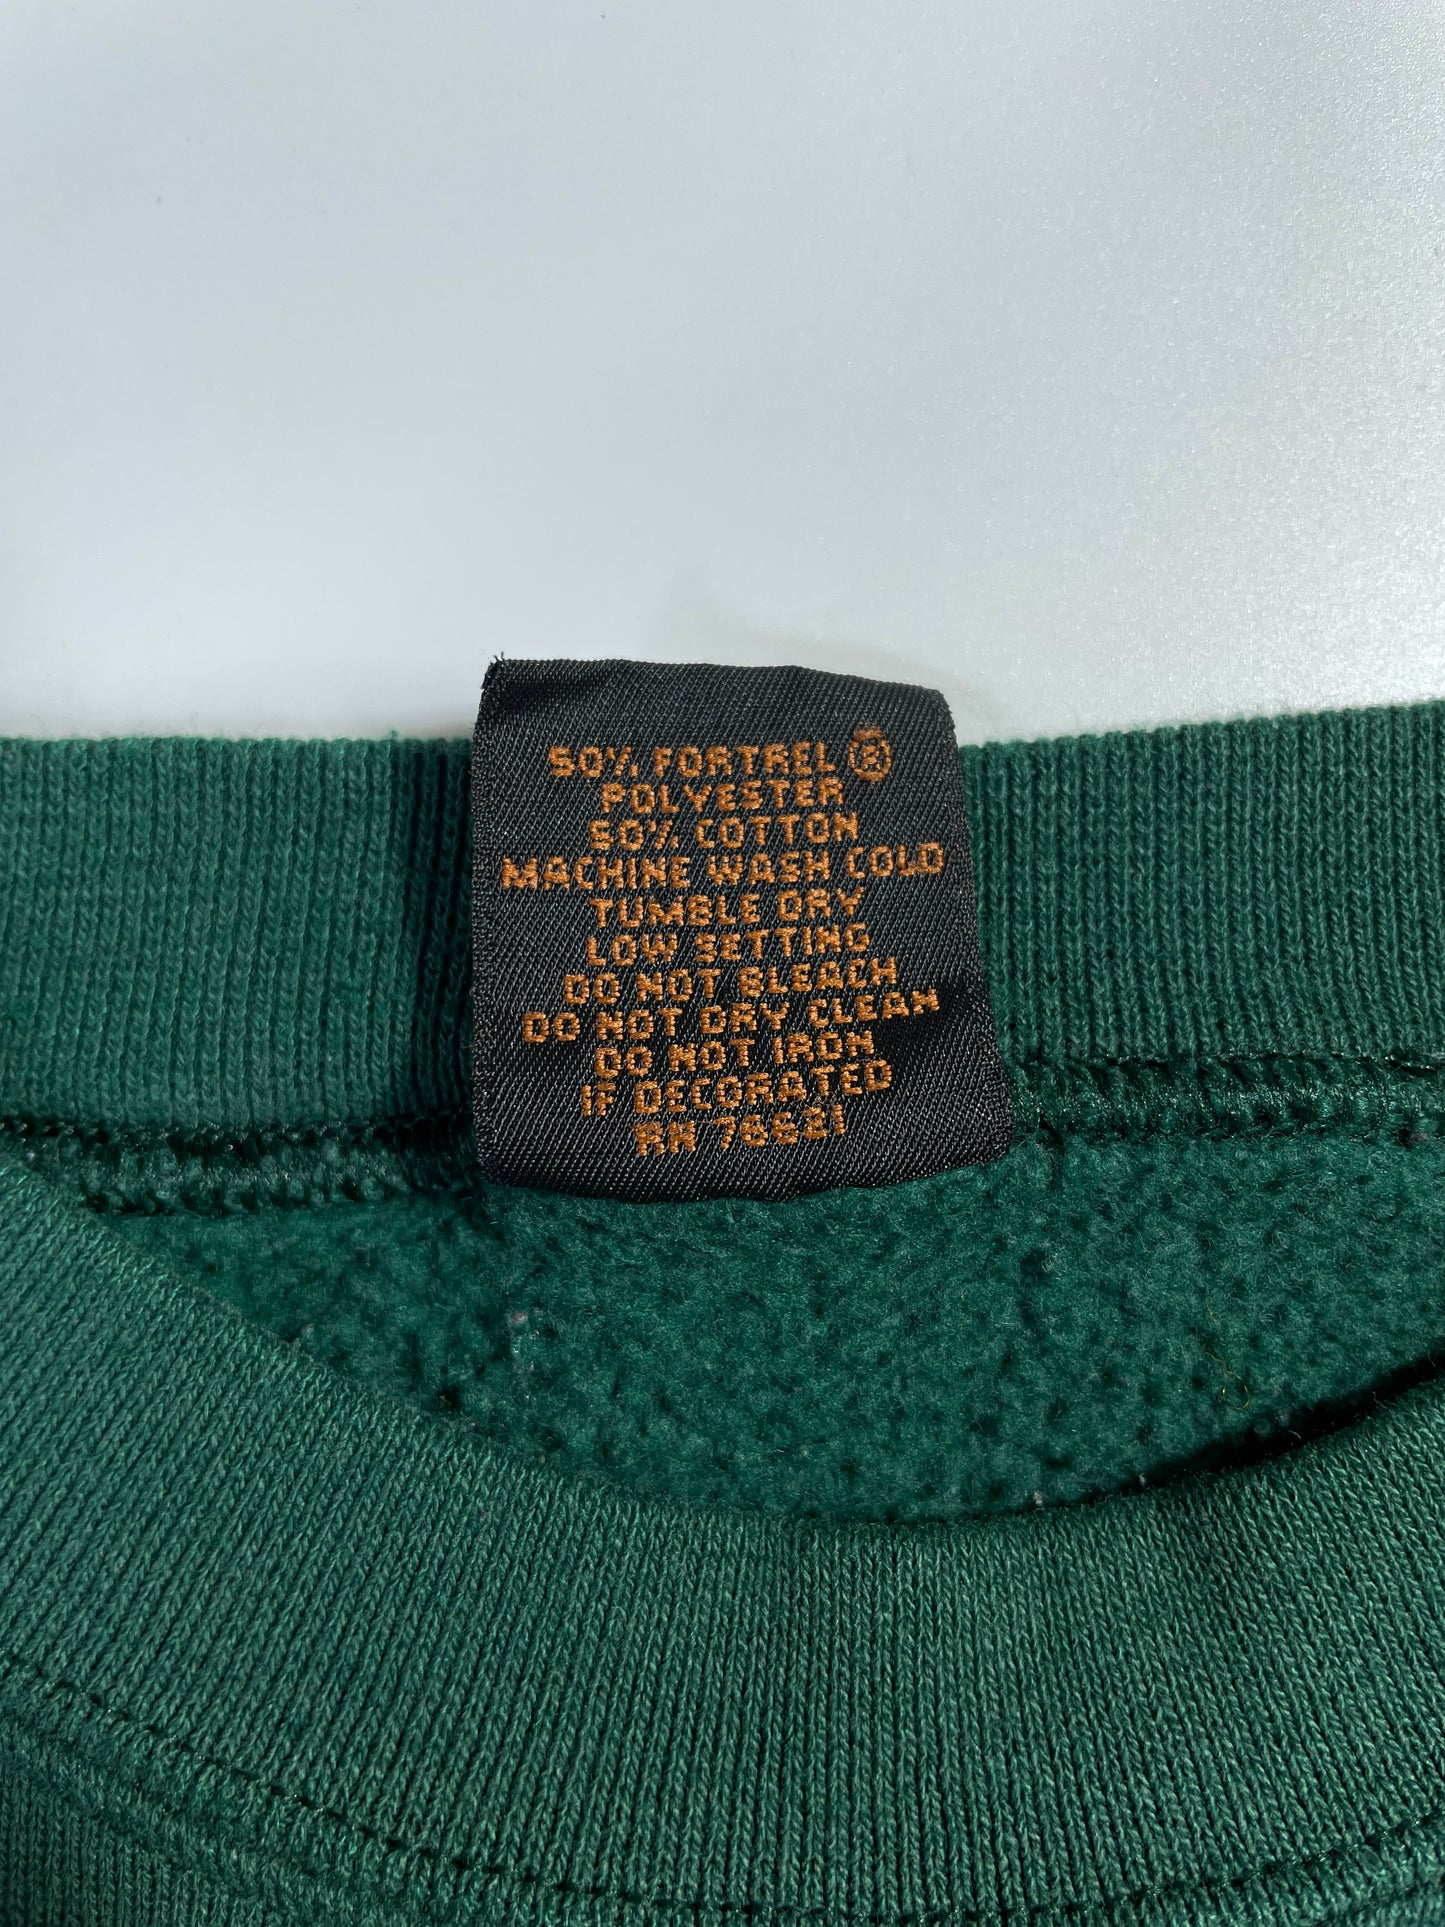 50% FORTREL ®
POLYESTER
50% COTTON
MACHINE WASH COLD
TUMBLE DRY
LOW SETTING
DO NOT BLEACH
DO NOT DRY CLEAN
DO NOT IRON
IF DECORATED
RN 76621